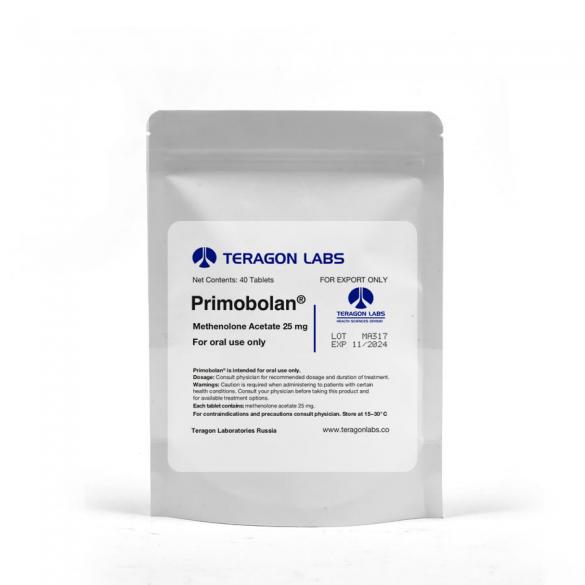 TERAGON LABS
Net Contents: 40 Tablets
FOR EXPORT ONLY
Primobolan®
Methenolone Acetate 25 mg
For oral use only
TERAGON LABS
HEALTH SCIENCES GENXBY
LOT MA317
EXP 11/2024
Primobolan® is intended for oral use only.
Dosage: Consult physician for recommended dosage and duration of treatment.
Warnings: Caution is required when administering to patients with certain
health conditions. Consult your physician before taking this product and
for available treatment options.
Each tablet contains: methenolone acetate 25 mg.
For contraindications and precautions consult physician. Store at 15–30°C
Teragon Laboratories Russia
www.teragonlabs.co